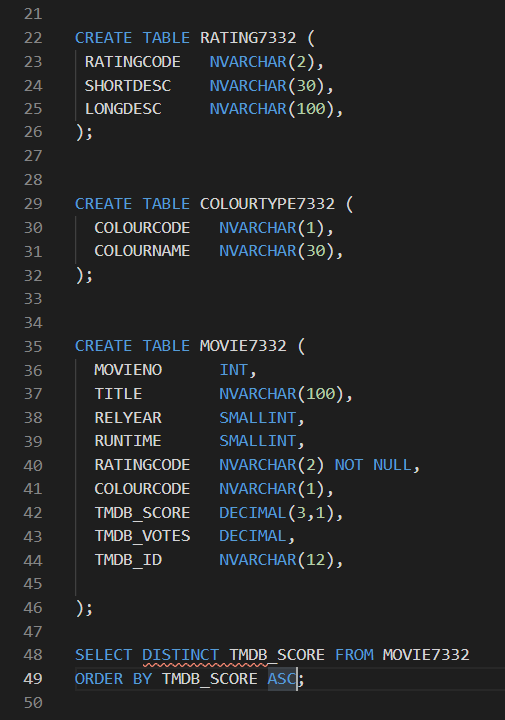 21
22 CREATE TABLE RATING7332 (
23 RATINGCODE NVARCHAR(2),
24 SHORTDESC NVARCHAR(30),
25 LONGDESC NVARCHAR(100),
26 );
27
28
29 CREATE TABLE COLOURTYPE7332 (
30 COLOURCODE NVARCHAR(1),
31 COLOURNAME NVARCHAR(30),
32 );
33
34
35 CREATE TABLE MOVIE7332 (
36 MOVIENO INT,
37 TITLE NVARCHAR(100),
38 RELYEAR SMALLINT,
39 RUNTIME SMALLINT,
40 RATINGCODE NVARCHAR(2) NOT NULL,
41 COLOURCODE NVARCHAR(1),
42 TMDB_SCORE DECIMAL(3,1),
43 TMDB_VOTES DECIMAL,
44 TMDB_ID NVARCHAR(12),
45
46 );
47
48 SELECT DISTINCT TMDB_SCORE FROM MOVIE7332
49 ORDER BY TMDB_SCORE ASC;
50